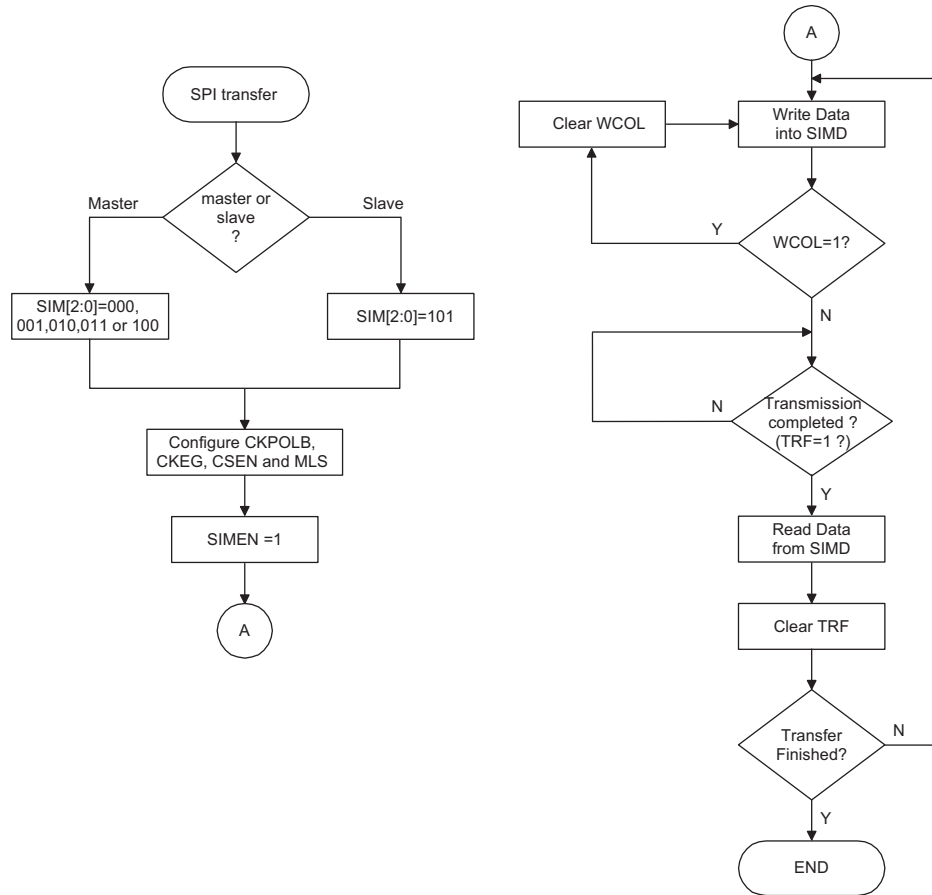 SPI transfer
master or
slave
?
Master
Slave
SIM[2:0]=000,
001,010,011 or 100
SIM[2:0]=101
Configure CKPOLB,
CKEG, CSEN and MLS
SIMEN =1
A
A
Write Data
into SIMD
Clear WCOL
WCOL=1?
Y
N
Transmission
completed ?
(TRF=1 ?)
N
Y
Read Data
from SIMD
Clear TRF
Transfer
Finished?
N
Y
END